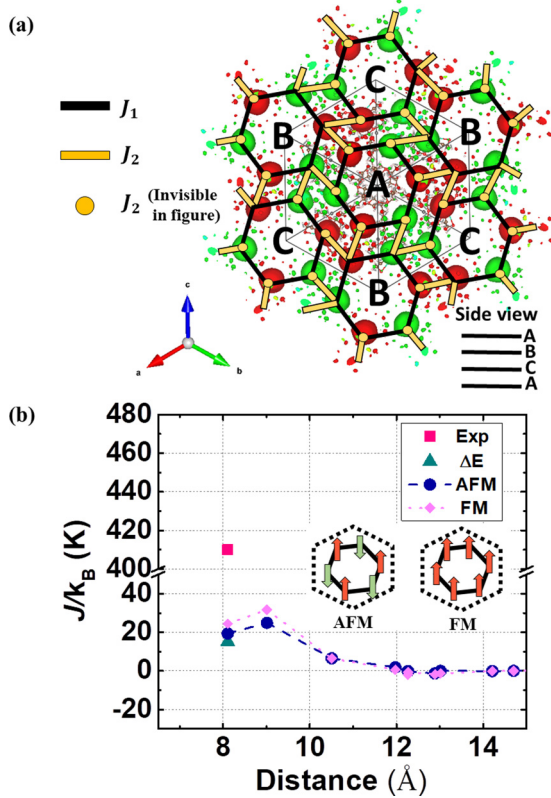 (a)
J₁
J₂
J₂ (Invisible
in figure)
C
B
B
A
C
C
B
c
a
b
Side view
A
B
C
A
(b)
480
460
440
420
400
40
20
0
-20
J/kB (K)
Exp
ΔE
AFM
FM
AFM
FM
8
10
12
14
Distance (Å)